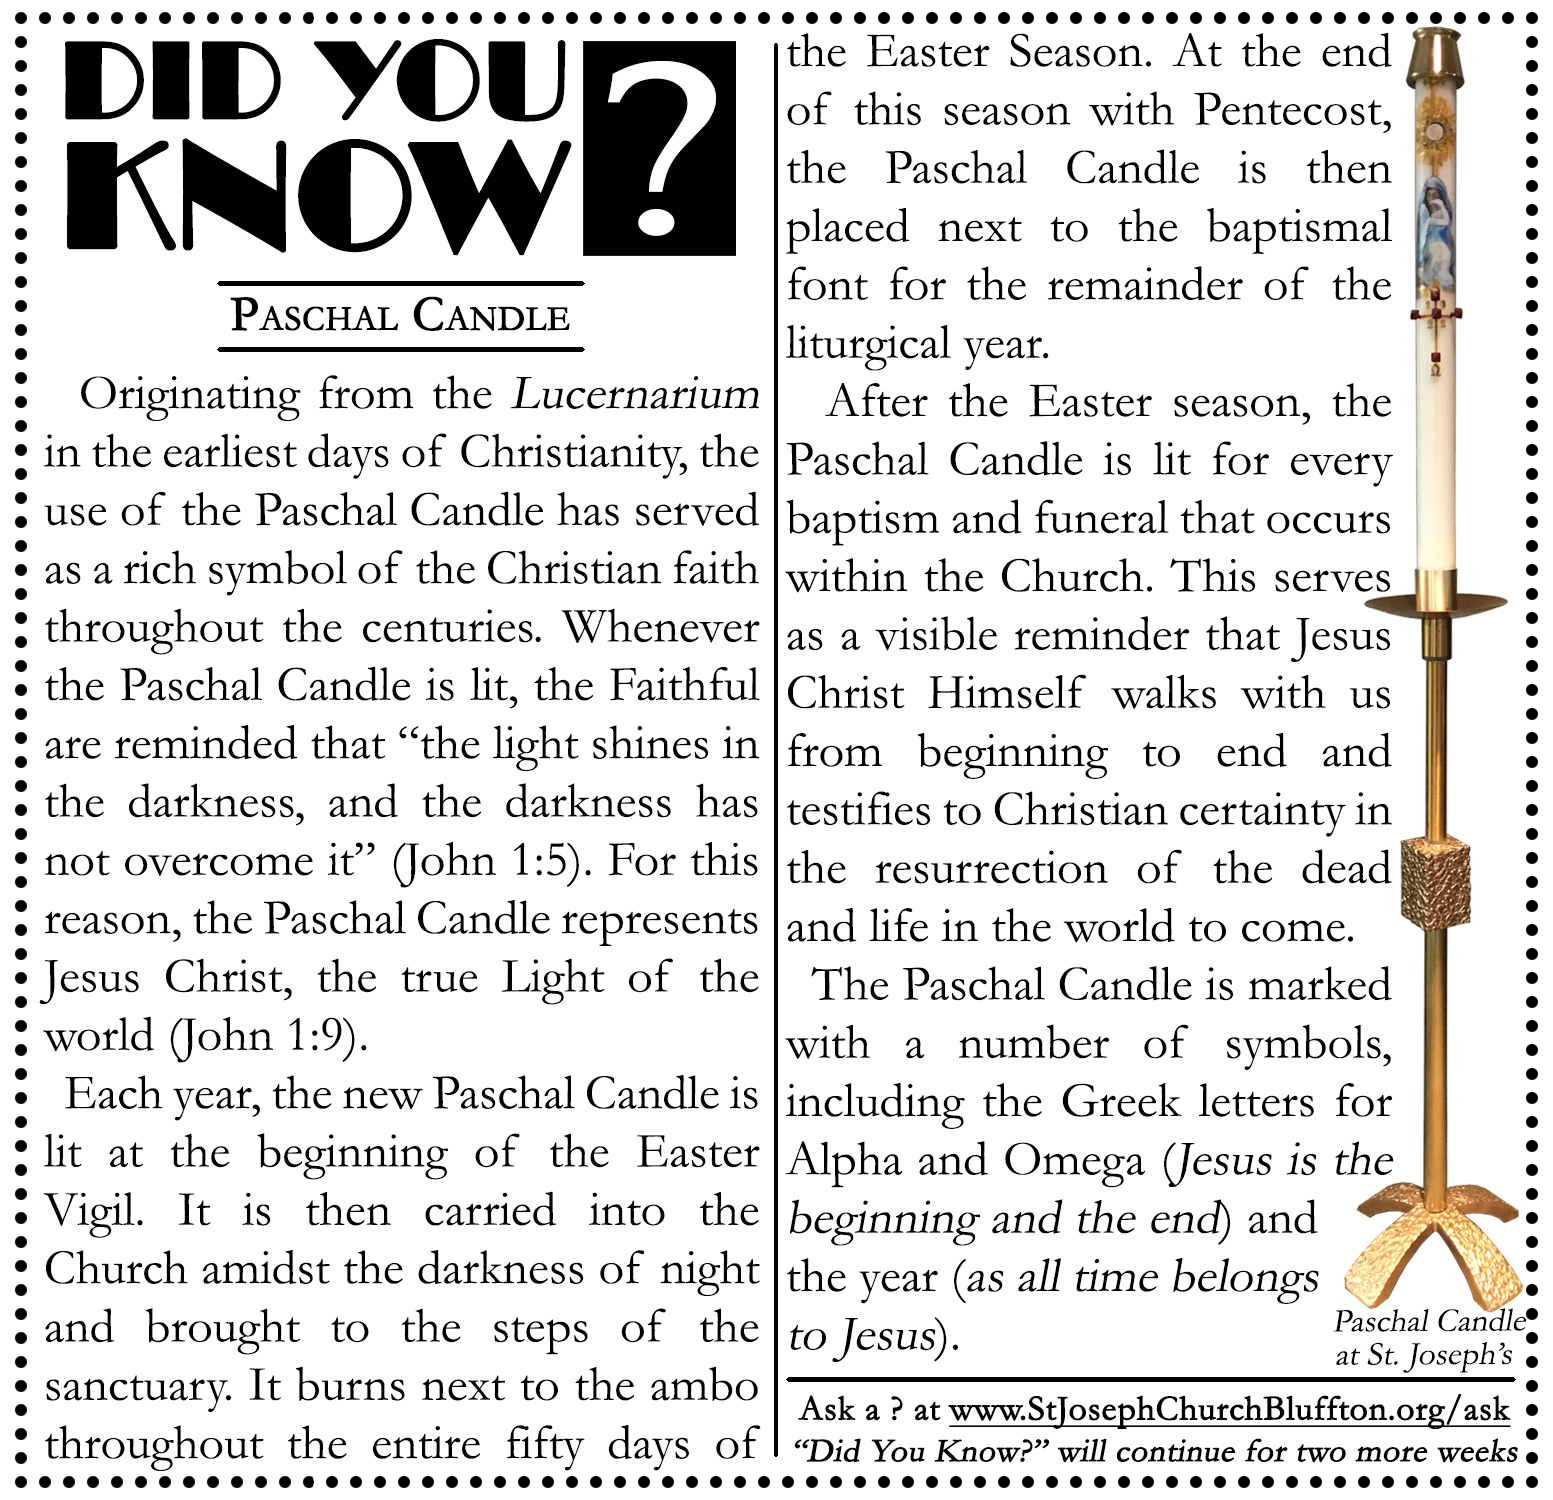 DID YOU
KNOW?
PASCHAL CANDLE
Originating from the Lucernarium
in the earliest days of Christianity, the
use of the Paschal Candle has served
as a rich symbol of the Christian faith
throughout the centuries. Whenever
the Paschal Candle is lit, the Faithful
are reminded that “the light shines in
the darkness, and the darkness has
not overcome it” (John 1:5). For this
reason, the Paschal Candle represents
Jesus Christ, the true Light of the
world (John 1:9).
Each year, the new Paschal Candle is
lit at the beginning of the Easter
Vigil. It is then carried into the
Church amidst the darkness of night
and brought to the steps of the
sanctuary. It burns next to the ambo
throughout the entire fifty days of
the Easter Season. At the end
of this season with Pentecost,
the Paschal Candle is then
placed next to the baptismal
font for the remainder of the
liturgical year.
After the Easter season, the
Paschal Candle is lit for every
baptism and funeral that occurs
within the Church. This serves
as a visible reminder that Jesus
Christ Himself walks with us
from beginning to end and
testifies to Christian certainty in
the resurrection of the dead
and life in the world to come.
The Paschal Candle is marked
with a number of symbols,
including the Greek letters for
Alpha and Omega (Jesus is the
beginning and the end) and
the year (as all time belongs
to Jesus).
Paschal Candle
at St. Joseph’s
Ask a ? at www.StJosephChurchBluffton.org/ask
“Did You Know?” will continue for two more weeks